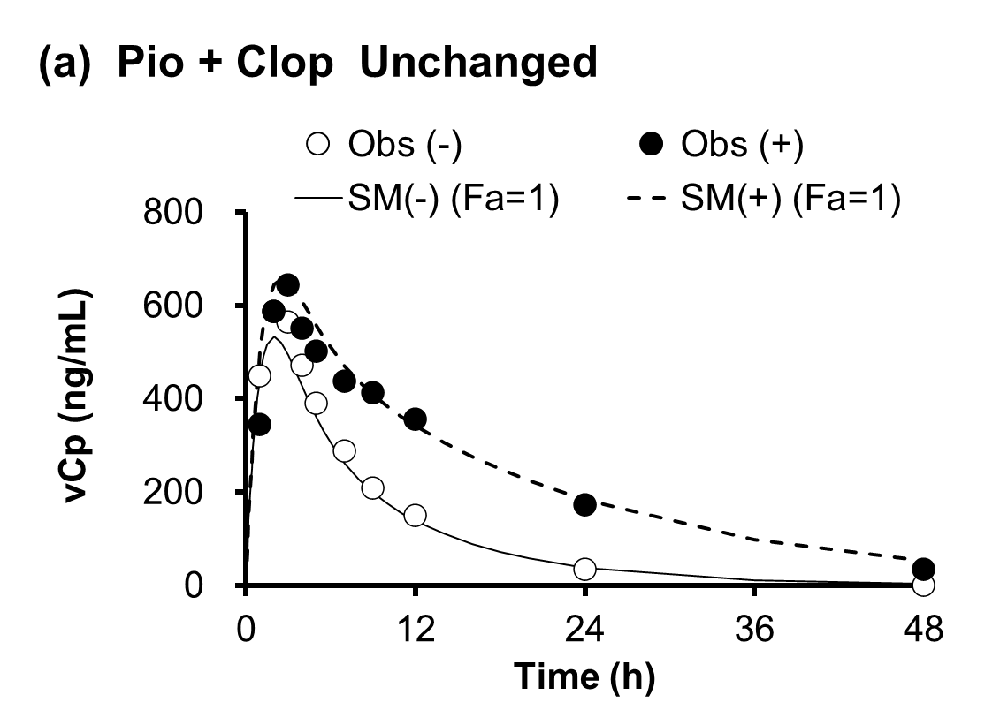 (a) Pio + Clop Unchanged
Obs (-) Obs (+)
SM(-) (Fa=1) SM(+) (Fa=1)
800
600
400
200
0
vCp (ng/mL)
0 12 24 36 48
Time (h)